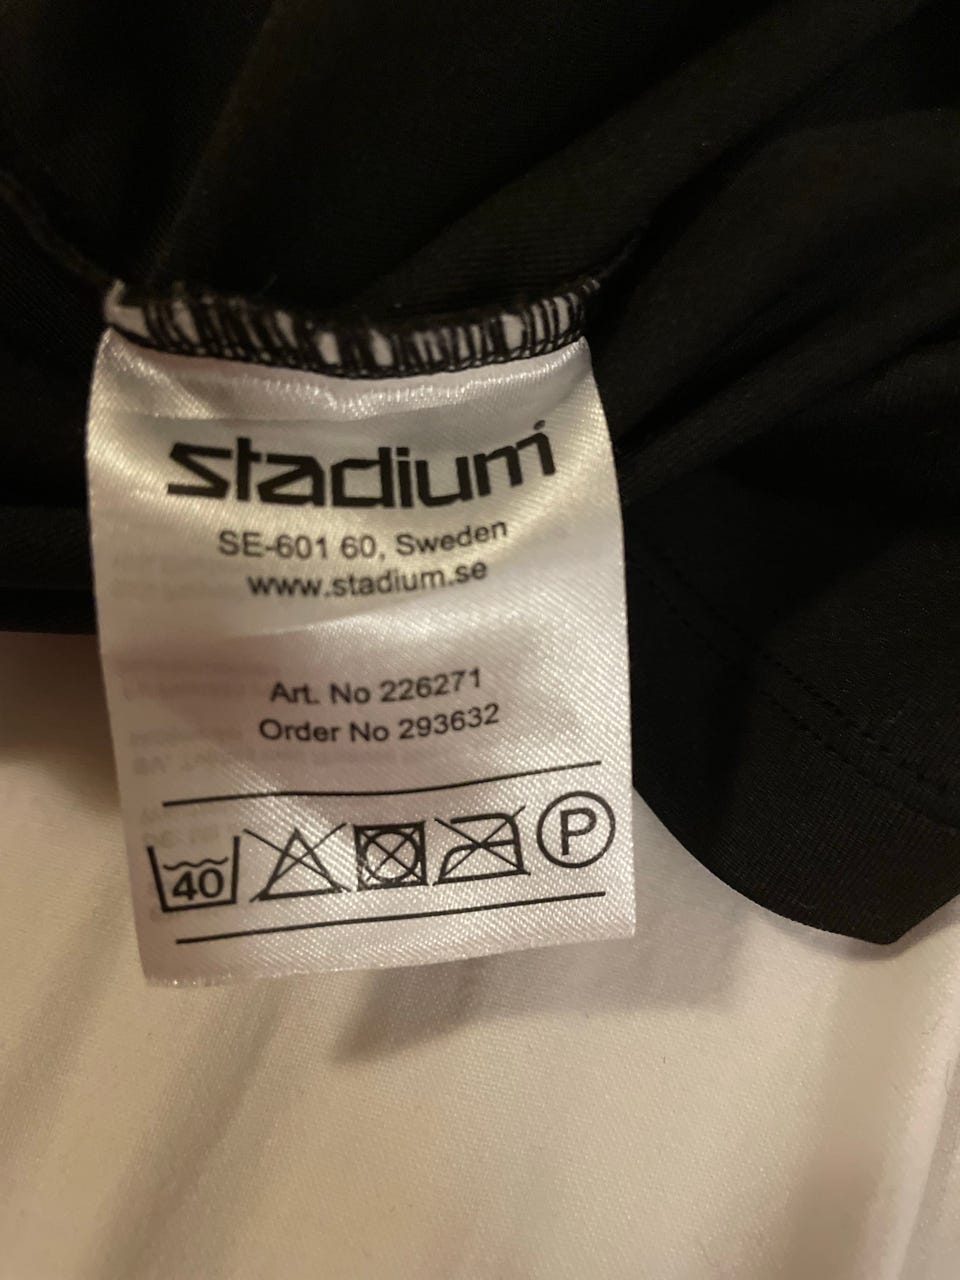 stadium
SE-601 60, Sweden
www.stadium.se
Art. No 226271
Order No 293632
40 P